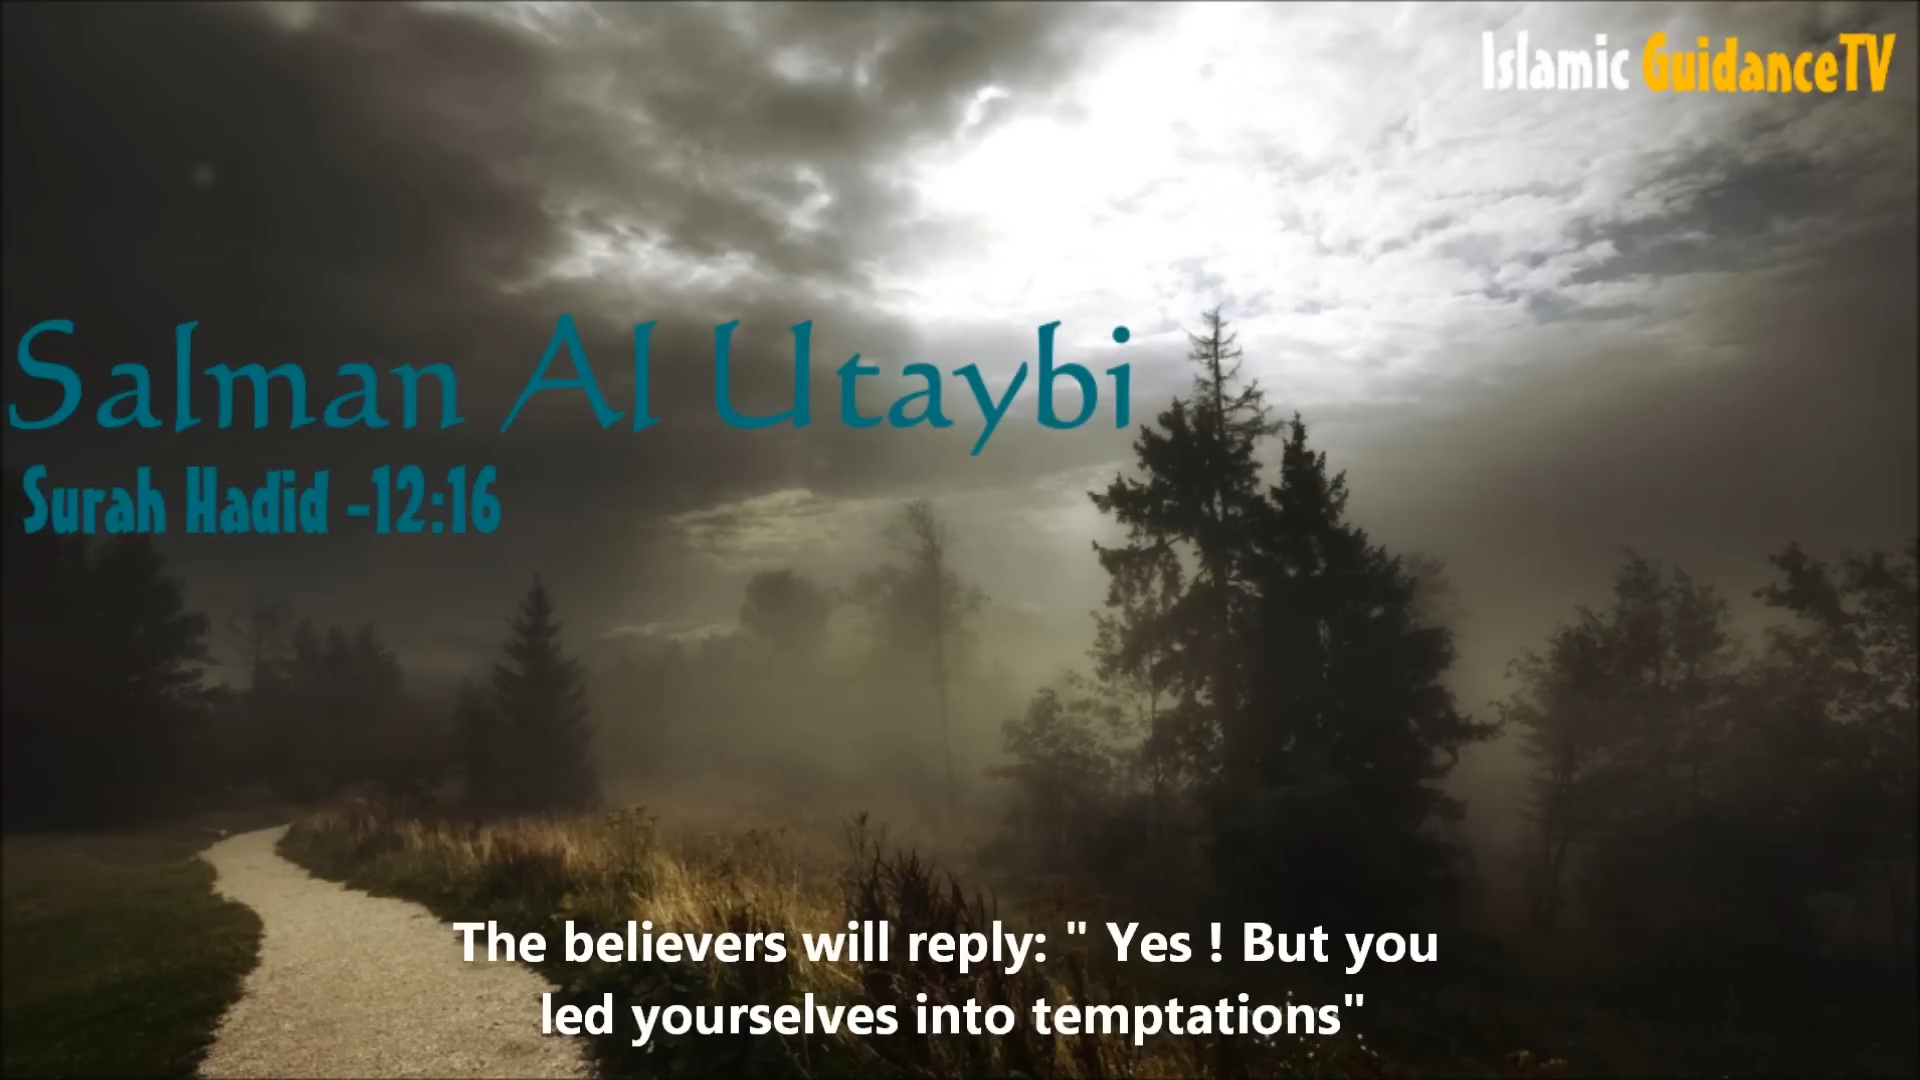 Islamic GuidanceTV
Salman Al Utaybi
Surah Hadid -12:16
The believers will reply: " Yes ! But you
led yourselves into temptations"